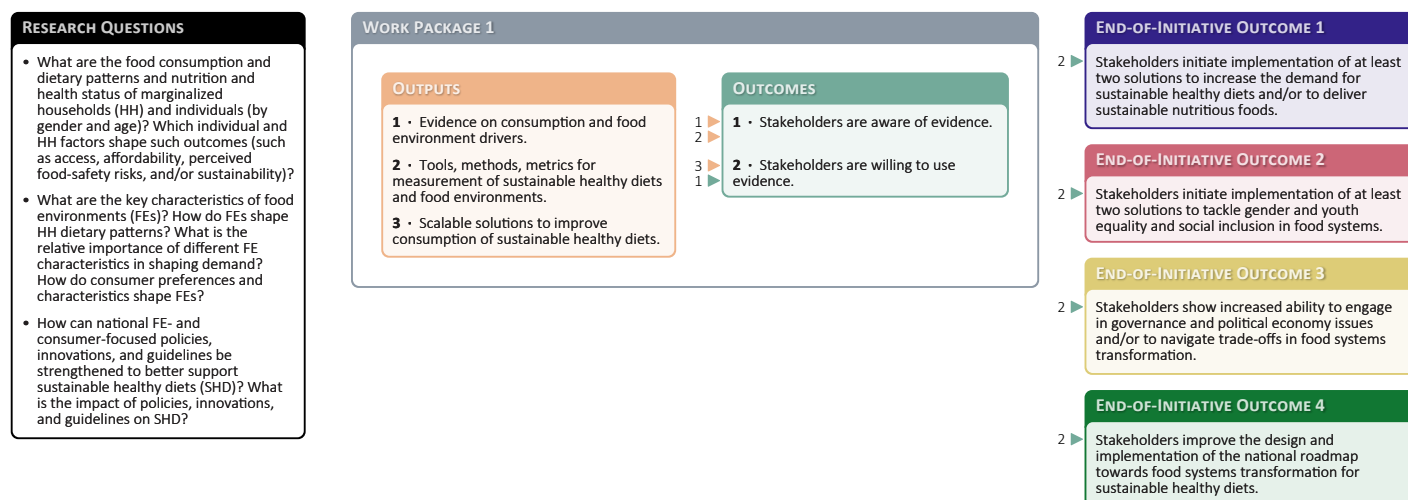 RESEARCH QUESTIONS
• What are the food consumption and
dietary patterns and nutrition and
health status of marginalized
households (HH) and individuals (by
gender and age)? Which individual and
HH factors shape such outcomes (such
as access, affordability, perceived
food-safety risks, and/or sustainability)?
• What are the key characteristics of food
environments (FEs)? How do FEs shape
HH dietary patterns? What is the
relative importance of different FE
characteristics in shaping demand?
How do consumer preferences and
characteristics shape FEs?
• How can national FE- and
consumer-focused policies,
innovations, and guidelines be
strengthened to better support
sustainable healthy diets (SHD)? What
is the impact of policies, innovations,
and guidelines on SHD?
WORK PACKAGE 1
OUTPUTS
1 · Evidence on consumption and food
environment drivers.
2 · Tools, methods, metrics for
measurement of sustainable healthy diets
and food environments.
3 · Scalable solutions to improve
consumption of sustainable healthy diets.
OUTCOMES
1
2
1 · Stakeholders are aware of evidence.
3
1
2 · Stakeholders are willing to use
evidence.
END-OF-INITIATIVE OUTCOME 1
2
Stakeholders initiate implementation of at least
two solutions to increase the demand for
sustainable healthy diets and/or to deliver
sustainable nutritious foods.
END-OF-INITIATIVE OUTCOME 2
2
Stakeholders initiate implementation of at least
two solutions to tackle gender and youth
equality and social inclusion in food systems.
END-OF-INITIATIVE OUTCOME 3
2
Stakeholders show increased ability to engage
in governance and political economy issues
and/or to navigate trade-offs in food systems
transformation.
END-OF-INITIATIVE OUTCOME 4
2
Stakeholders improve the design and
implementation of the national roadmap
towards food systems transformation for
sustainable healthy diets.